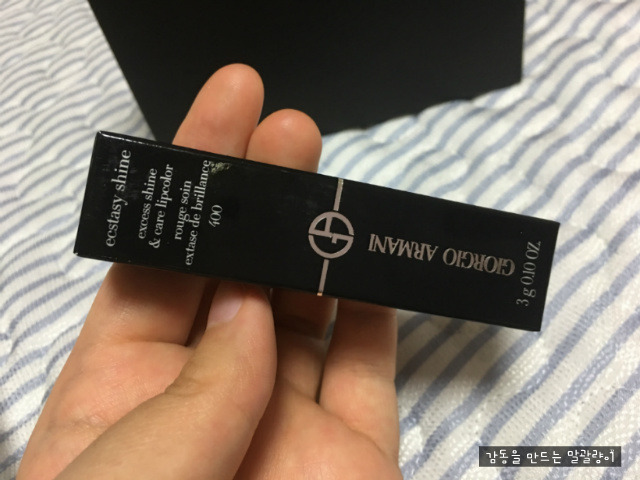 ecstasy shine
excess shine
& care lipcolor
rouge soin
extase de brillance
400
GIORGIO ARMANI
3 g 0.10 OZ
감동을 만드는 말괄량이